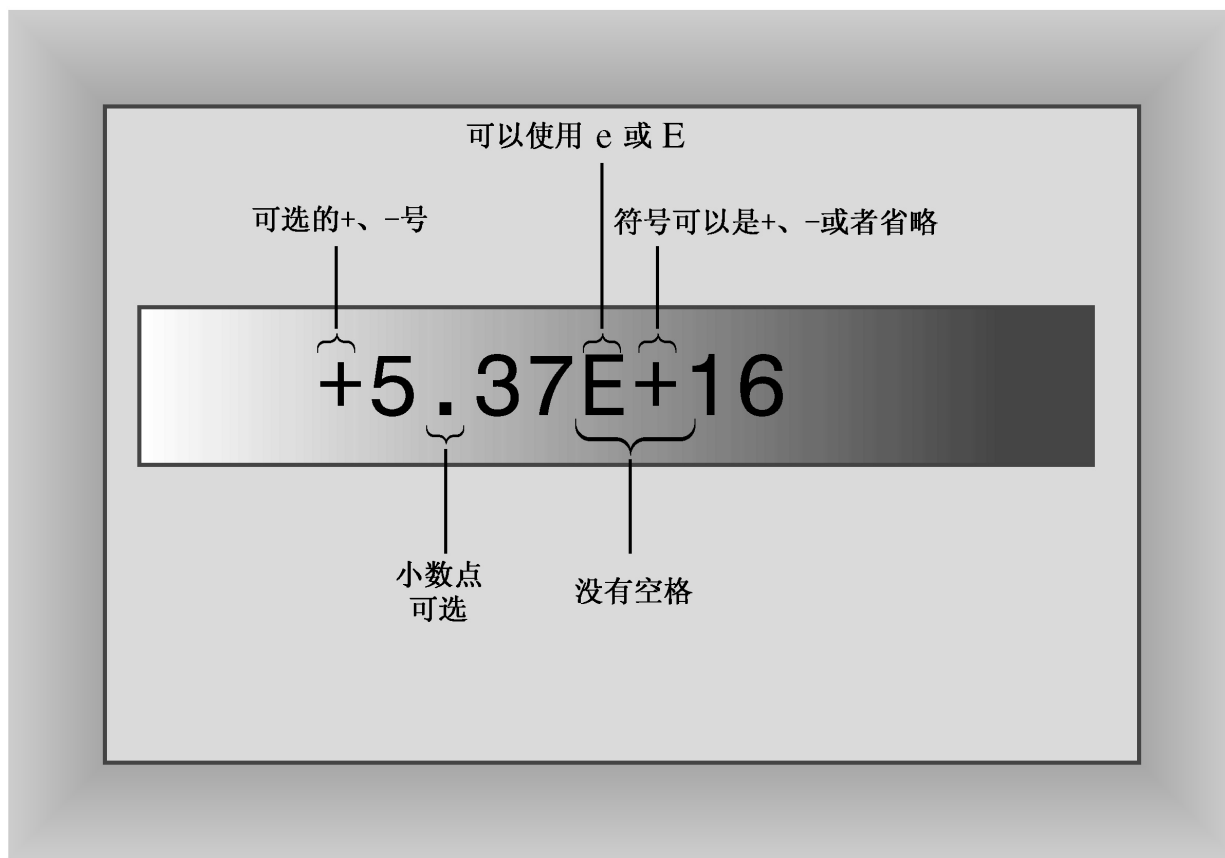 可以使用 e 或 E
可选的+、-号
符号可以是+、-或者省略
+5.37E+16
小数点
可选
没有空格